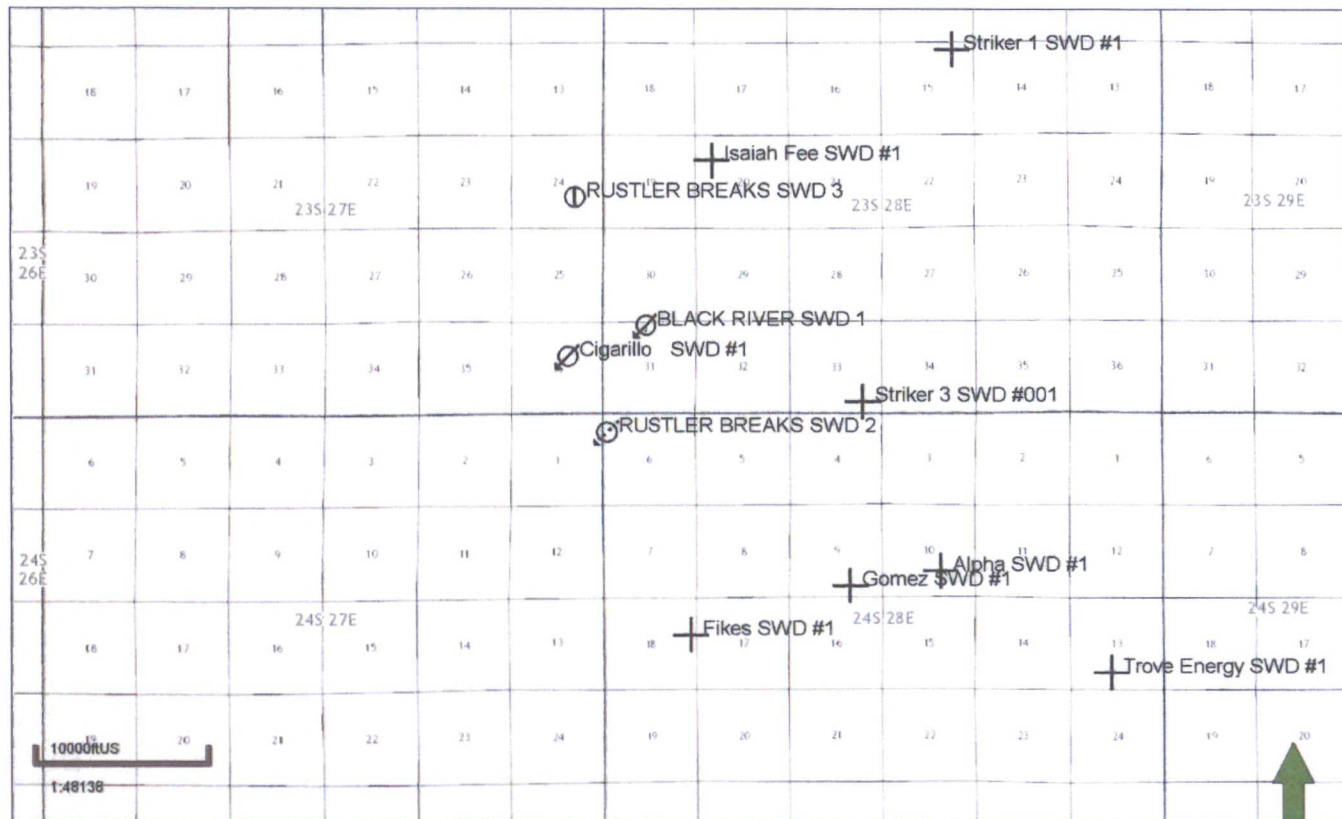 Striker 1 SWD #1
18 17 16 15 14 13 18 17 16 15 14 13 18 17
Isaiah Fee SWD #1
19 20 21 22 23 24 19 20 21 22 23 24 19 20
RUSTLER BREAKS SWD 3
23S 27E
23S 28E
23S 29E
23S
26E
30 29 28 27 26 25 30 29 28 27 26 25 30 29
BLACK RIVER SWD 1
Cigarillo SWD #1
31 32 33 34 35 31 32 33 34 35 36 31 32
Striker 3 SWD #001
RUSTLER BREAKS SWD 2
6 5 4 3 2 1 6 5 4 3 2 1 6 5
7 8 9 10 11 12 7 8 9 10 11 12 7 8
24S
26E
Alpha SWD #1
Gomez SWD #1
24S 27E
24S 28E
24S 29E
Fikes SWD #1
18 17 16 15 14 13 18 17 16 15 14 13 18 17
Trove Energy SWD #1
19 20 21 22 23 24 19 20 21 22 23 24 19 20
10000ftUS
1:48138